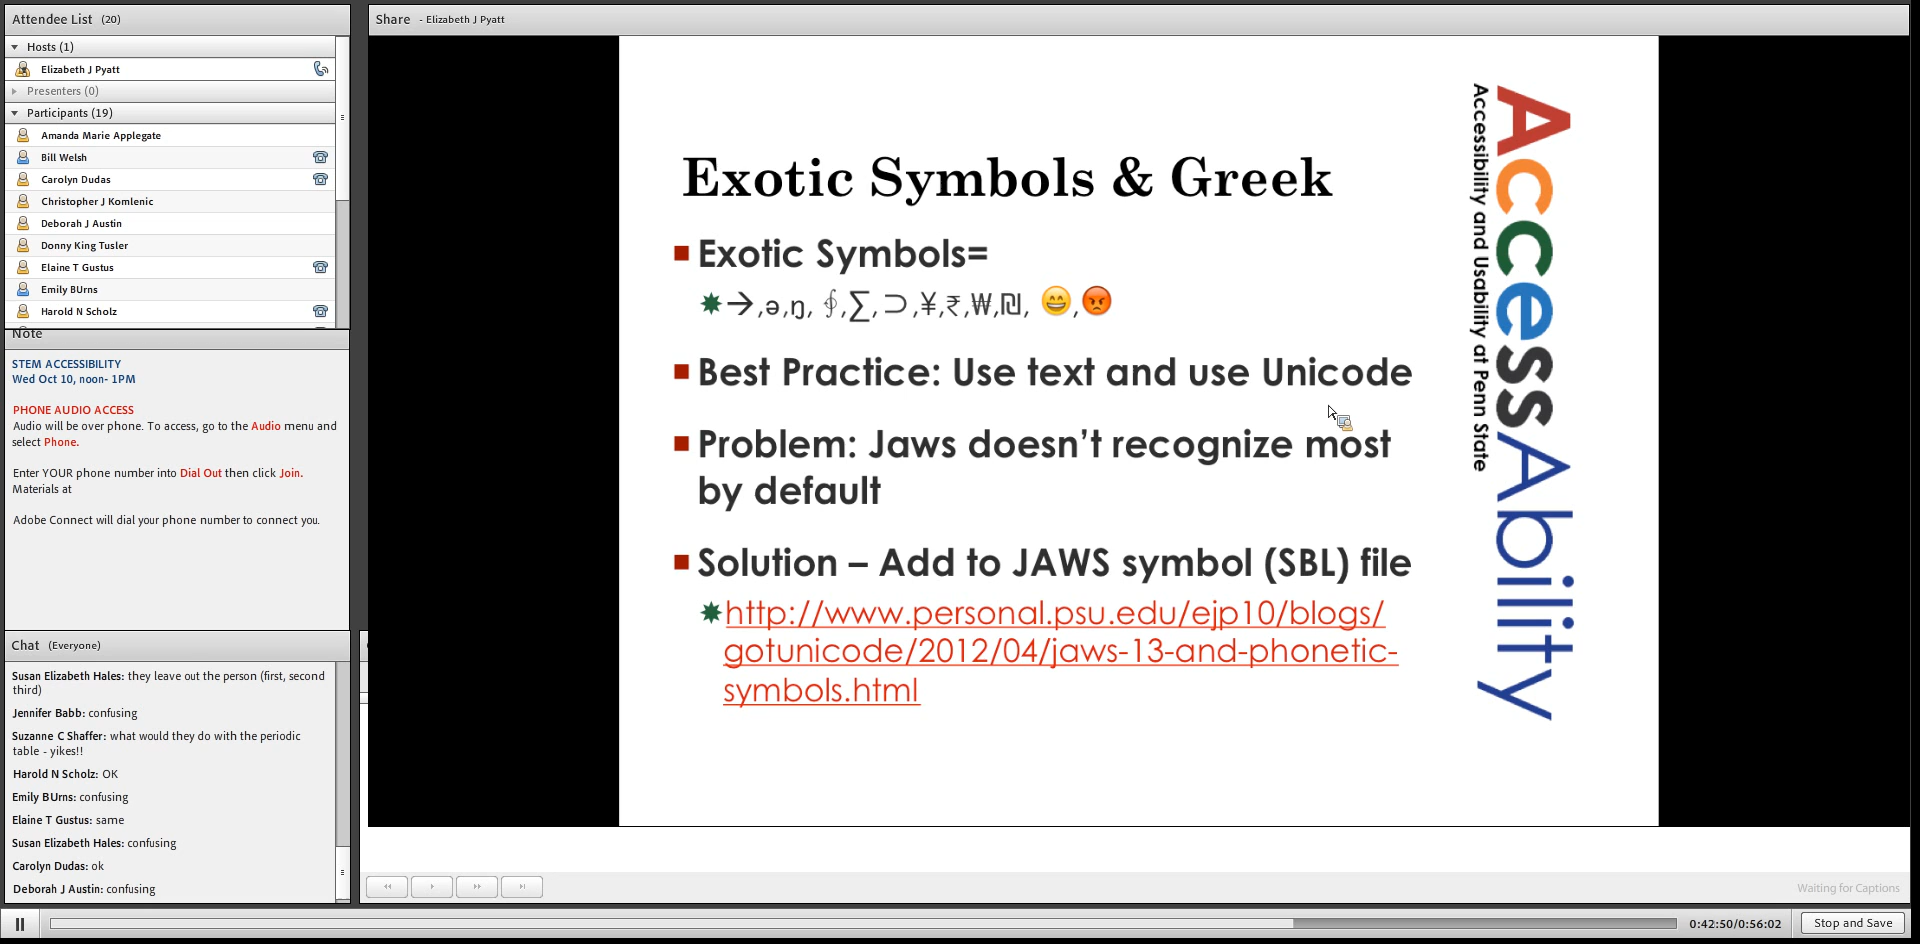 Attendee List (20)
Hosts (1)
Elizabeth J Pyatt
Presenters (0)
Participants (19)
Amanda Marie Applegate
Bill Welsh
Carolyn Dudas
Christopher J Komlenic
Deborah J Austin
Donny King Tusler
Elaine T Gustus
Emily BUrns
Harold N Scholz
Note
STEM ACCESSIBILITY
Wed Oct 10, noon- 1PM
PHONE AUDIO ACCESS
Audio will be over phone. To access, go to the Audio menu and
select Phone.
Enter YOUR phone number into Dial Out then click Join.
Materials at
Adobe Connect will dial your phone number to connect you.
Chat (Everyone)
Susan Elizabeth Hales: they leave out the person (first, second
third)
Jennifer Babb: confusing
Suzanne C Shaffer: what would they do with the periodic
table - yikes!!
Harold N Scholz: OK
Emily BUrns: confusing
Elaine T Gustus: same
Susan Elizabeth Hales: confusing
Carolyn Dudas: ok
Deborah J Austin: confusing
Share - Elizabeth J Pyatt
Exotic Symbols & Greek
Exotic Symbols=
→,ə,ŋ, ∮,∑,⊃,¥,₹,₩,₪, 😄,😡
Best Practice: Use text and use Unicode
Problem: Jaws doesn’t recognize most
by default
Solution – Add to JAWS symbol (SBL) file
http://www.personal.psu.edu/ejp10/blogs/
gotunicode/2012/04/jaws-13-and-phonetic-
symbols.html
AccessAbility
Accessibility and Usability at Penn State
Waiting for Captions
0:42:50/0:56:02
Stop and Save